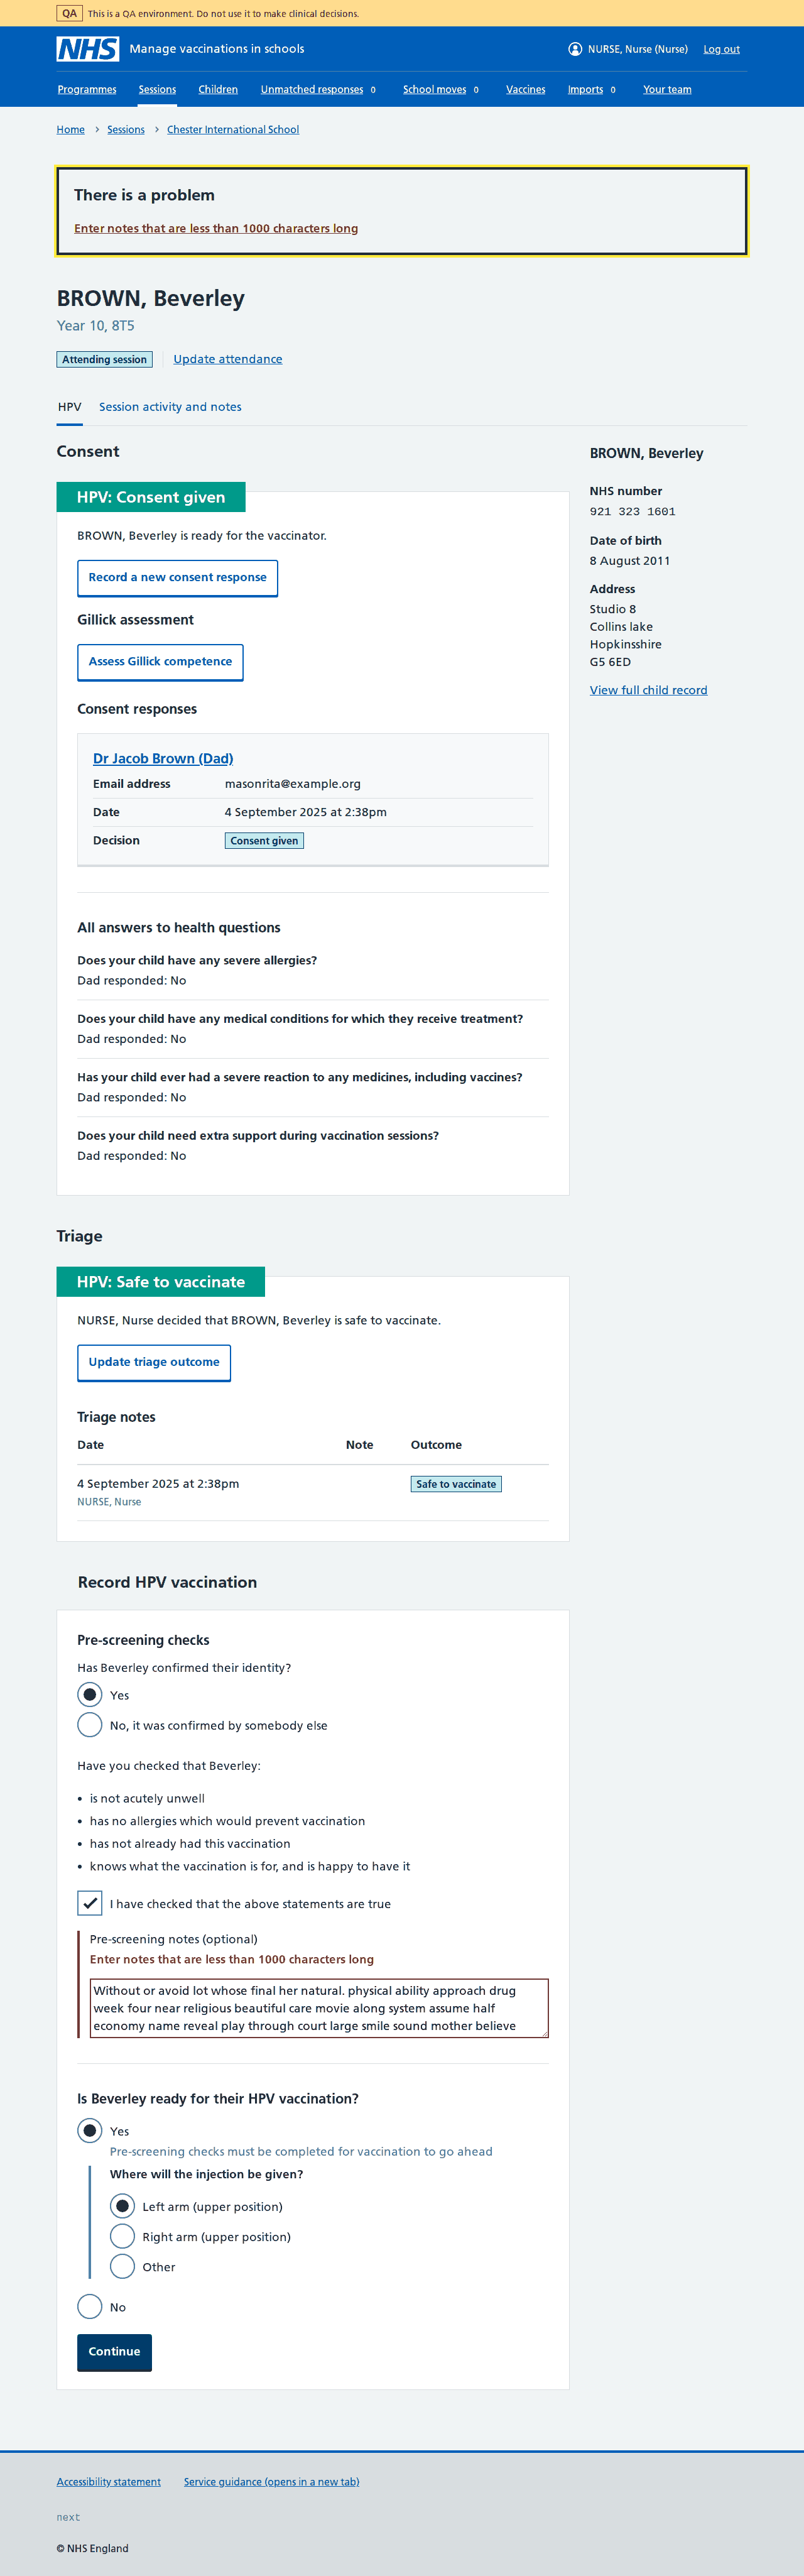 QA This is a QA environment. Do not use it to make clinical decisions.
NHS Manage vaccinations in schools NURSE, Nurse (Nurse) Log out
Programmes Sessions Children Unmatched responses 0 School moves 0 Vaccines Imports 0 Your team
Home Sessions Chester International School
There is a problem
Enter notes that are less than 1000 characters long
BROWN, Beverley
Year 10, 8T5
Attending session Update attendance
HPV Session activity and notes
Consent
HPV: Consent given
BROWN, Beverley is ready for the vaccinator.
Record a new consent response
Gillick assessment
Assess Gillick competence
Consent responses
Dr Jacob Brown (Dad)
Email address masonrita@example.org
Date 4 September 2025 at 2:38pm
Decision Consent given
All answers to health questions
Does your child have any severe allergies?
Dad responded: No
Does your child have any medical conditions for which they receive treatment?
Dad responded: No
Has your child ever had a severe reaction to any medicines, including vaccines?
Dad responded: No
Does your child need extra support during vaccination sessions?
Dad responded: No
BROWN, Beverley
NHS number
921 323 1601
Date of birth
8 August 2011
Address
Studio 8
Collins lake
Hopkinsshire
G5 6ED
View full child record
Triage
HPV: Safe to vaccinate
NURSE, Nurse decided that BROWN, Beverley is safe to vaccinate.
Update triage outcome
Triage notes
Date Note Outcome
4 September 2025 at 2:38pm Safe to vaccinate
NURSE, Nurse
Record HPV vaccination
Pre-screening checks
Has Beverley confirmed their identity?
Yes
No, it was confirmed by somebody else
Have you checked that Beverley:
• is not acutely unwell
• has no allergies which would prevent vaccination
• has not already had this vaccination
• knows what the vaccination is for, and is happy to have it
I have checked that the above statements are true
Pre-screening notes (optional)
Enter notes that are less than 1000 characters long
Without or avoid lot whose final her natural. physical ability approach drug
week four near religious beautiful care movie along system assume half
economy name reveal play through court large smile sound mother believe
Is Beverley ready for their HPV vaccination?
Yes
Pre-screening checks must be completed for vaccination to go ahead
Where will the injection be given?
Left arm (upper position)
Right arm (upper position)
Other
No
Continue
Accessibility statement Service guidance (opens in a new tab)
next
© NHS England